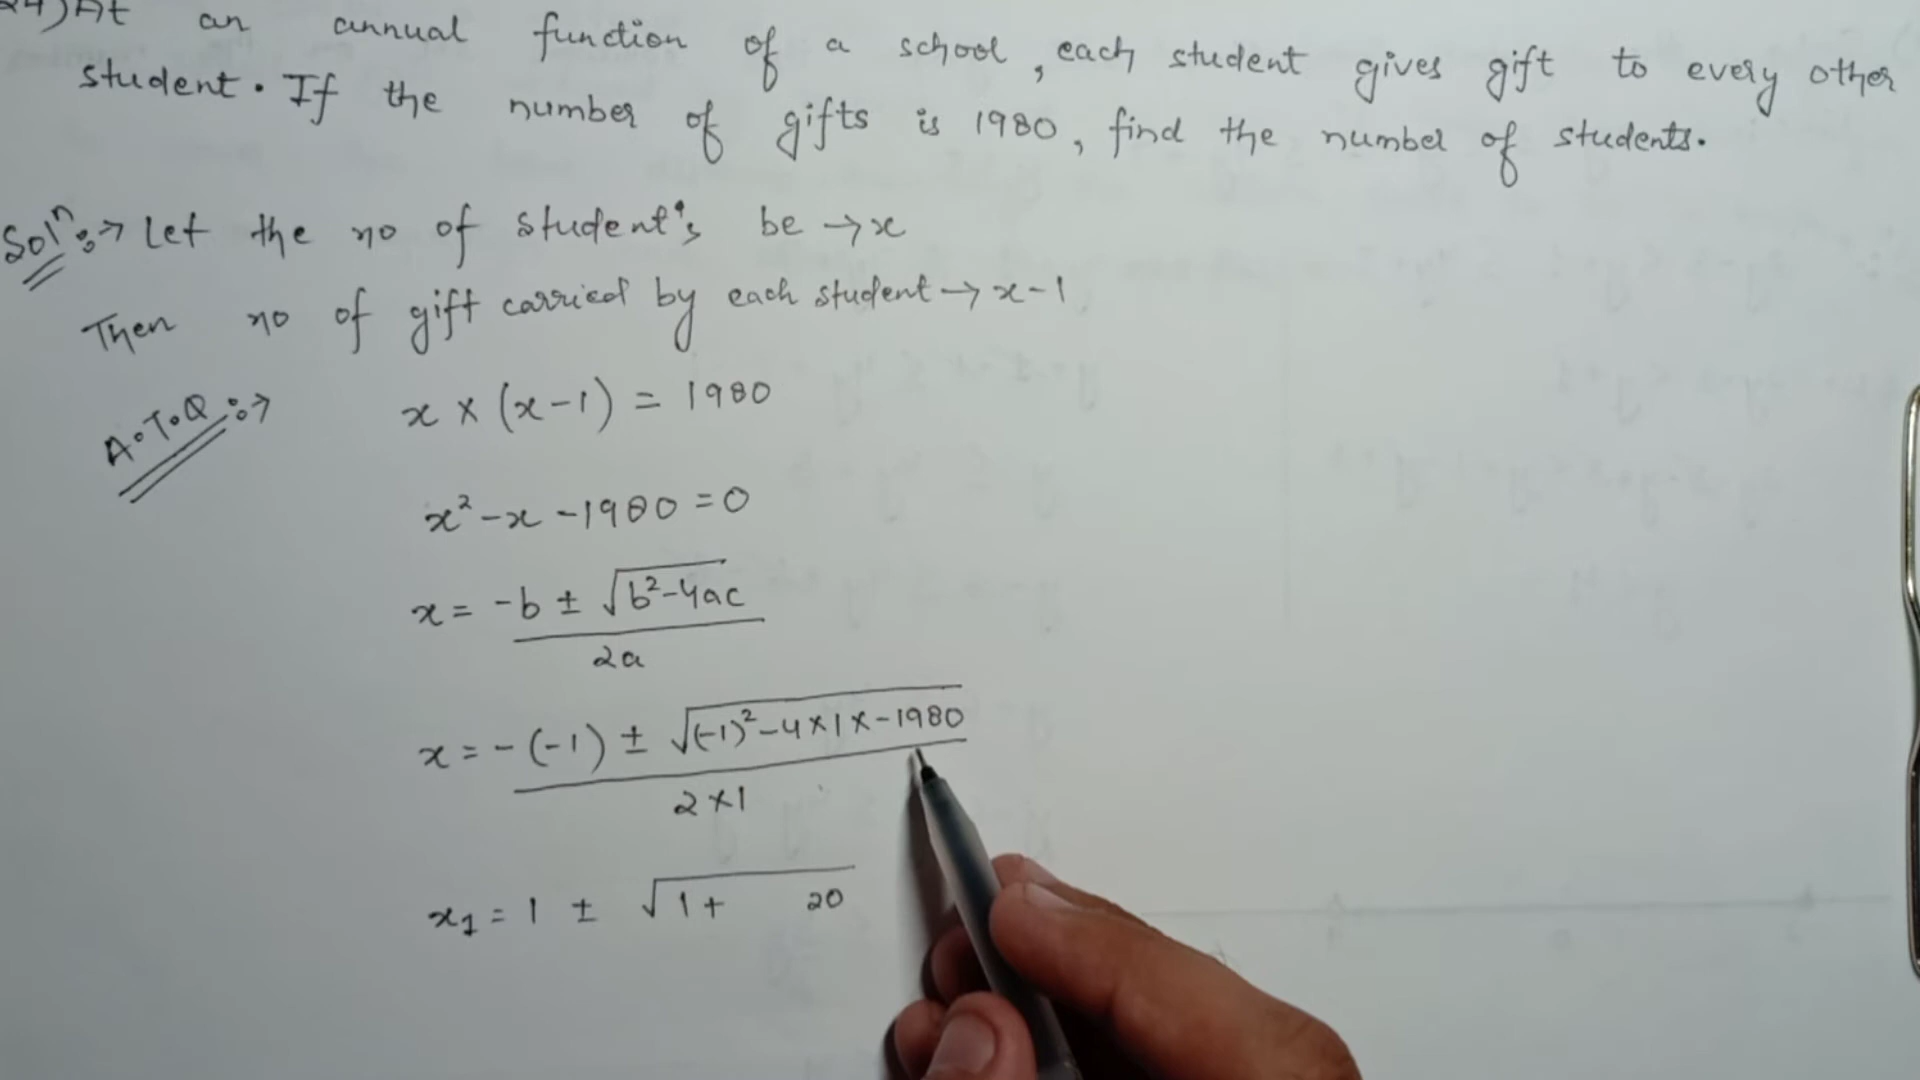 24) At an annual function of a school, each student gives gift to every other
student. If the number of gifts is 1980, find the number of students.
Solⁿ:→ Let the no of student's be → x
Then no of gift carried by each student → x-1
A.T.Q :→ x × (x-1) = 1980
x² - x - 1980 = 0
x = -b ± √b²-4ac
2a
x = -(-1) ± √(-1)²-4×1×-1980
2×1
x₁ = 1 ± √1+ 20